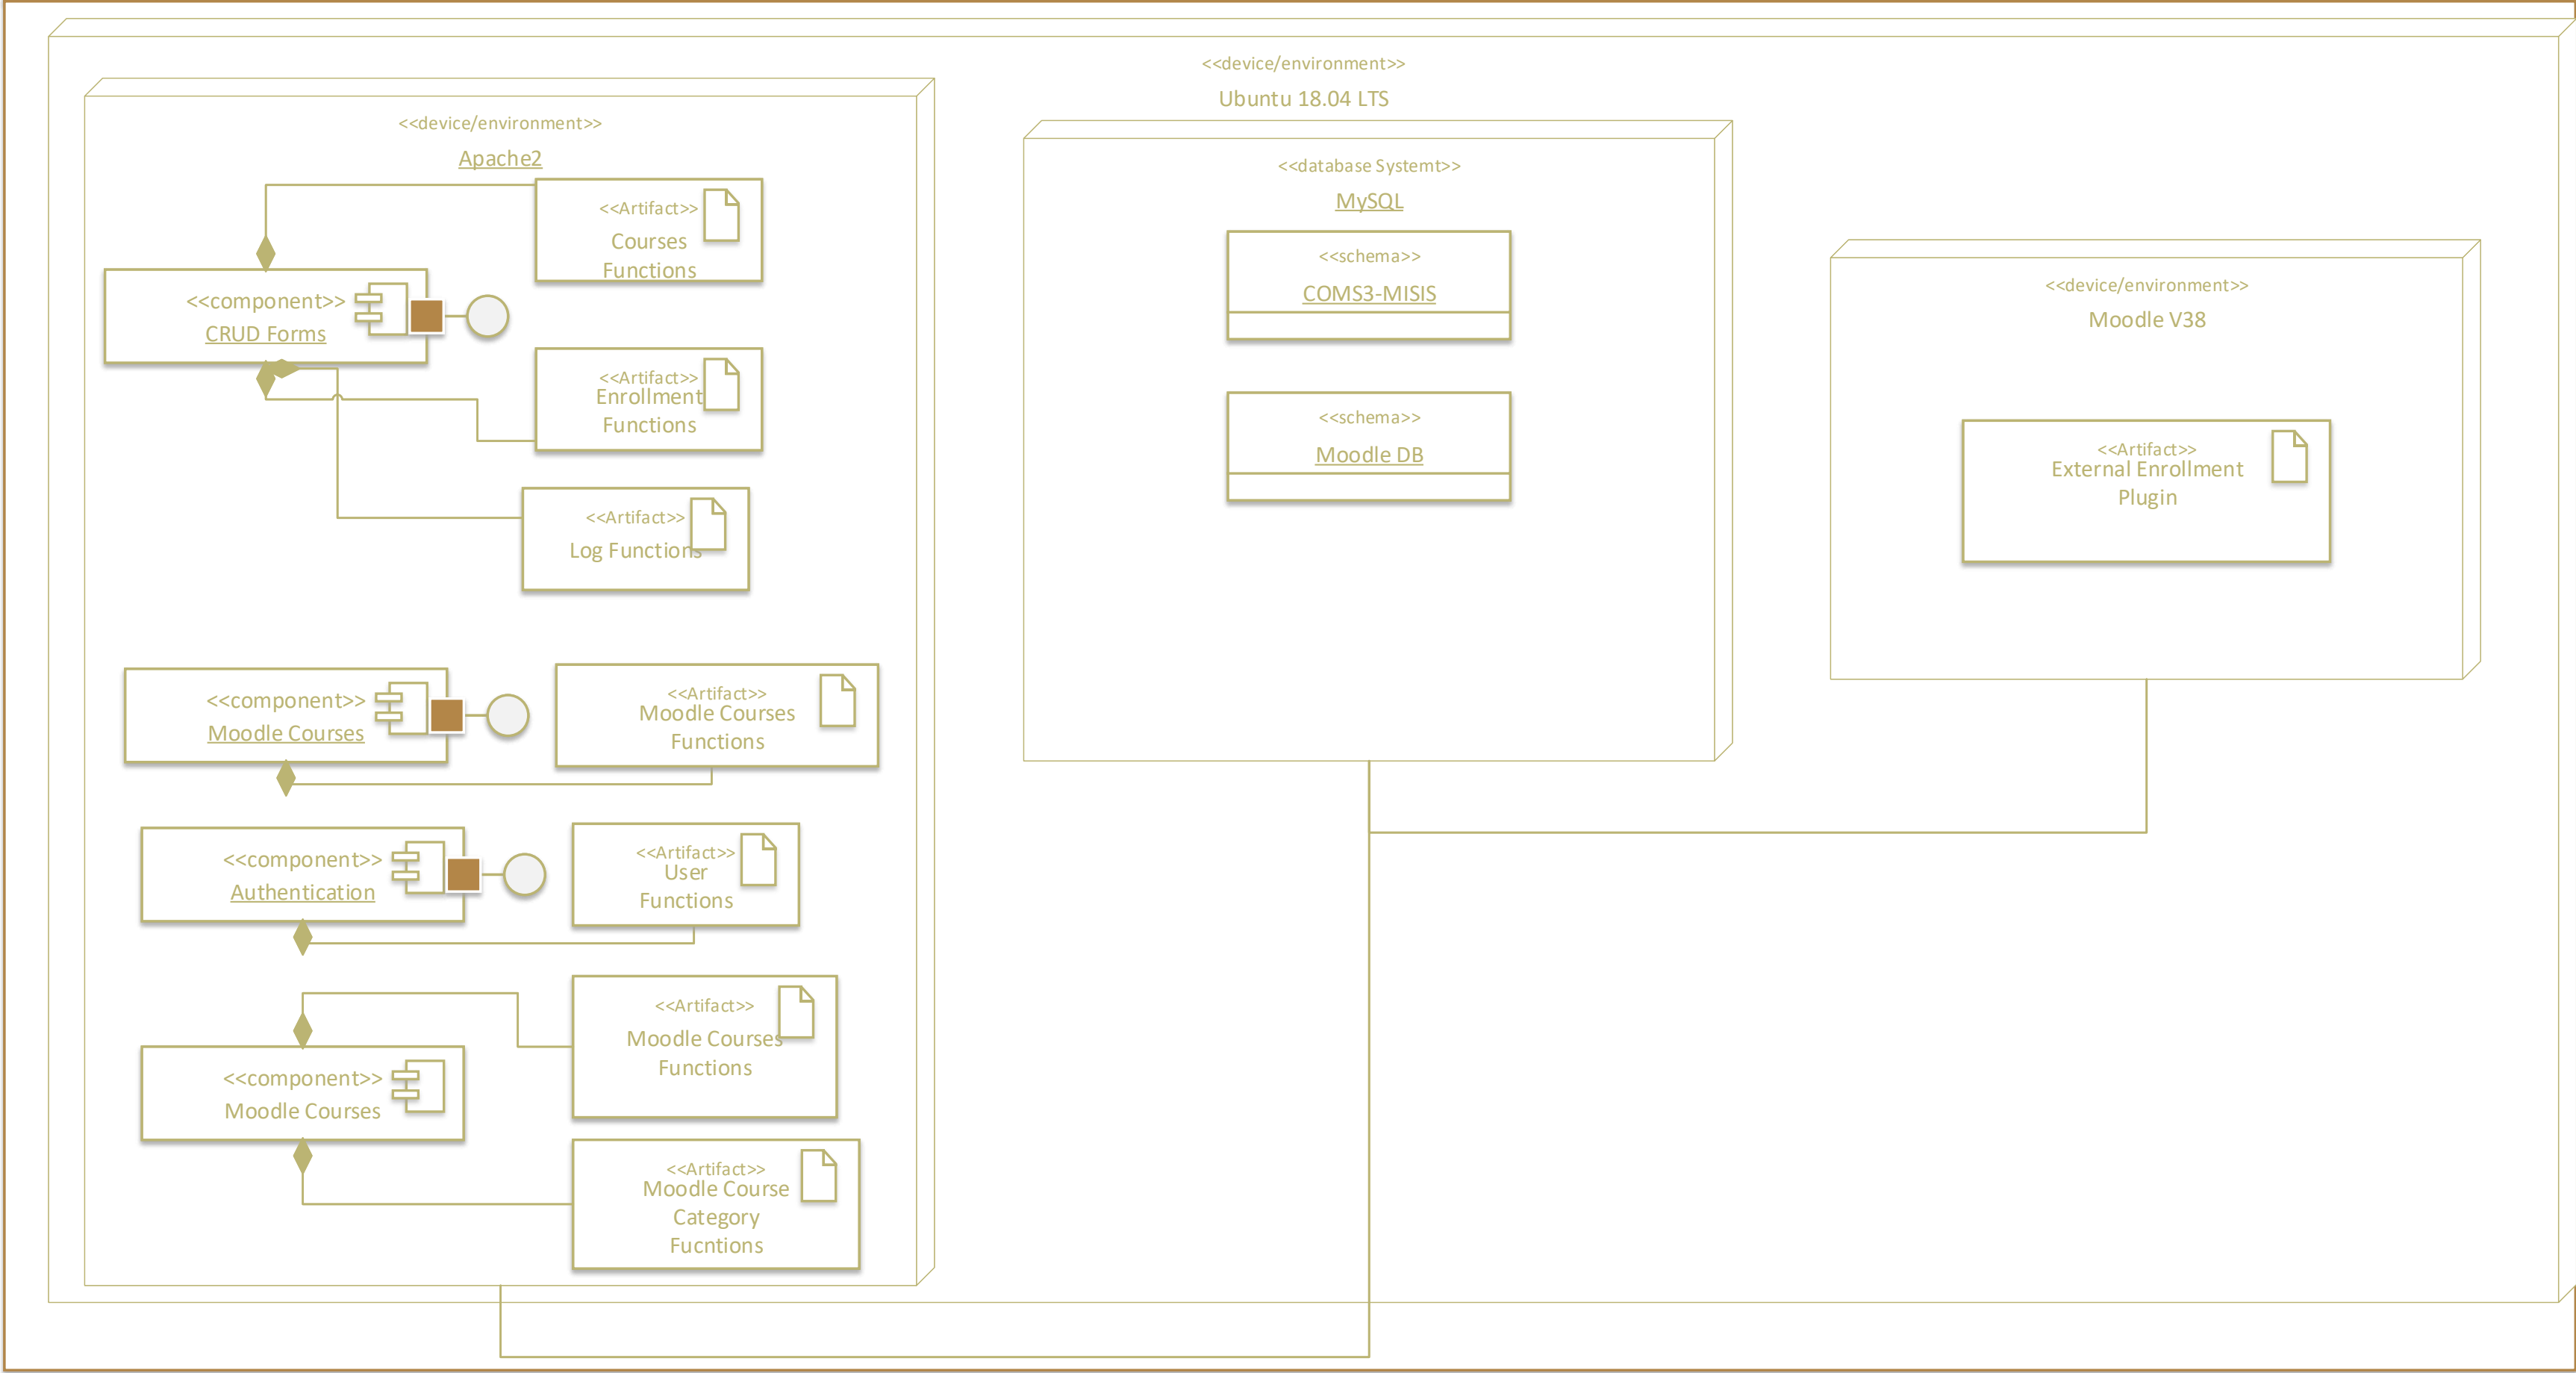 <<device/environment>>
Ubuntu 18.04 LTS
<<device/environment>>
Apache2
<<Artifact>>
Courses
Functions
<<component>>
CRUD Forms
<<Artifact>>
Enrollment
Functions
<<Artifact>>
Log Functions
<<component>>
Moodle Courses
<<Artifact>>
Moodle Courses
Functions
<<component>>
Authentication
<<Artifact>>
User
Functions
<<Artifact>>
Moodle Courses
Functions
<<component>>
Moodle Courses
<<Artifact>>
Moodle Course
Category
Fucntions
<<database Systemt>>
MySQL
<<schema>>
COMS3-MISIS
<<schema>>
Moodle DB
<<device/environment>>
Moodle V38
<<Artifact>>
External Enrollment
Plugin